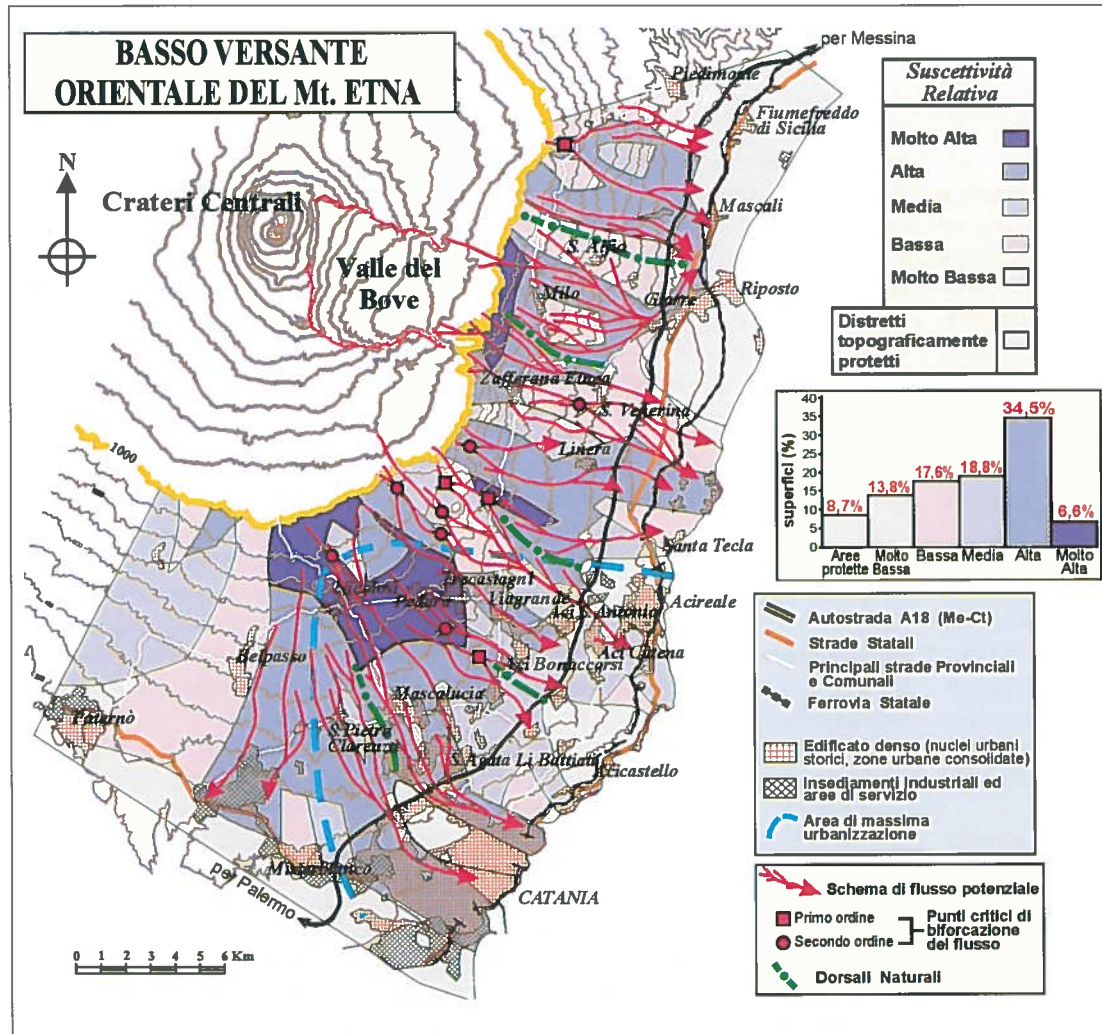 BASSO VERSANTE
ORIENTALE DEL Mt. ETNA
N
Crateri Centrali
Valle del
Bove
1000
per Messina
Piedimonte
Fiumefreddo
di Sicilia
Mascali
S. Alfio
Riposto
Giarre
Milo
Zafferana Etnea
S. Venerina
Linera
Santa Tecla
Acireale
Trecastagni
Viagrande
Aci S. Antonio
Nicolosi
Pedara
Aci Catena
Aci Bonaccorsi
Belpasso
Mascalucia
Paternò
S. Pietro
Clarenza
S. Agata Li Battiati
Acicastello
Misterbianco
CATANIA
per Palermo
0 1 2 3 4 5 6 Km
Suscettività
Relativa
Molto Alta
Alta
Media
Bassa
Molto Bassa
Distretti
topograficamente
protetti
superfici (%)
40
35
30
25
20
15
10
5
0
8,7%
13,8%
17,6%
18,8%
34,5%
6,6%
Aree protette
Molto Bassa
Bassa
Media
Alta
Molto Alta
Autostrada A18 (Me-Ct)
Strade Statali
Principali strade Provinciali
e Comunali
Ferrovia Statale
Edificato denso (nuclei urbani
storici, zone urbane consolidate)
Insediamenti industriali ed
aree di servizio
Area di massima
urbanizzazione
Schema di flusso potenziale
Primo ordine
Secondo ordine
Punti critici di
biforcazione
del flusso
Dorsali Naturali